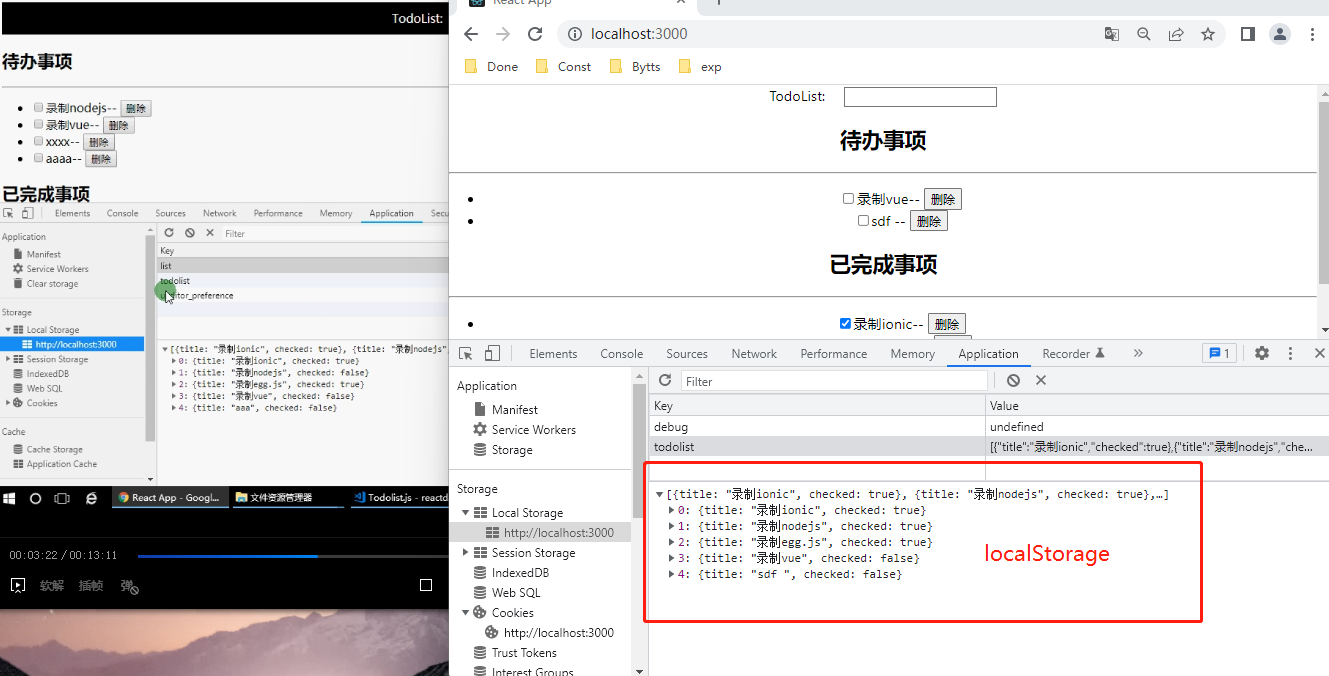 TodoList:
待办事项
录制nodejs-- 删除
录制vue-- 删除
xxxx-- 删除
aaaa-- 删除
已完成事项
Elements Console Sources Network Performance Memory Application Secu
Application
Manifest
Service Workers
Clear storage
Storage
Local Storage
http://localhost:3000
Session Storage
IndexedDB
Web SQL
Cookies
Cache
Cache Storage
Application Cache
Filter
Key
list
todolist
itor_preference
[{title: "录制ionic", checked: true}, {title: "录制nodejs",
0: {title: "录制ionic", checked: true}
1: {title: "录制nodejs", checked: false}
2: {title: "录制egg.js", checked: true}
3: {title: "录制vue", checked: false}
4: {title: "aaa", checked: false}
React App - Googl...
文件资源管理器
Todolist.js - reactd
00:03:22 / 00:13:11
软解 插帧 弹
React App
localhost:3000
Done Const Bytts exp
TodoList:
待办事项
录制vue-- 删除
sdf -- 删除
已完成事项
录制ionic-- 删除
Elements Console Sources Network Performance Memory Application Recorder 1
Application
Manifest
Service Workers
Storage
Storage
Local Storage
http://localhost:3000
Session Storage
IndexedDB
Web SQL
Cookies
http://localhost:3000
Trust Tokens
Interest Groups
Filter
Key Value
debug undefined
todolist [{"title":"录制ionic","checked":true},{"title":"录制nodejs","che...
[{title: "录制ionic", checked: true}, {title: "录制nodejs", checked: true},…]
0: {title: "录制ionic", checked: true}
1: {title: "录制nodejs", checked: true}
2: {title: "录制egg.js", checked: true}
3: {title: "录制vue", checked: false}
4: {title: "sdf ", checked: false}
localStorage